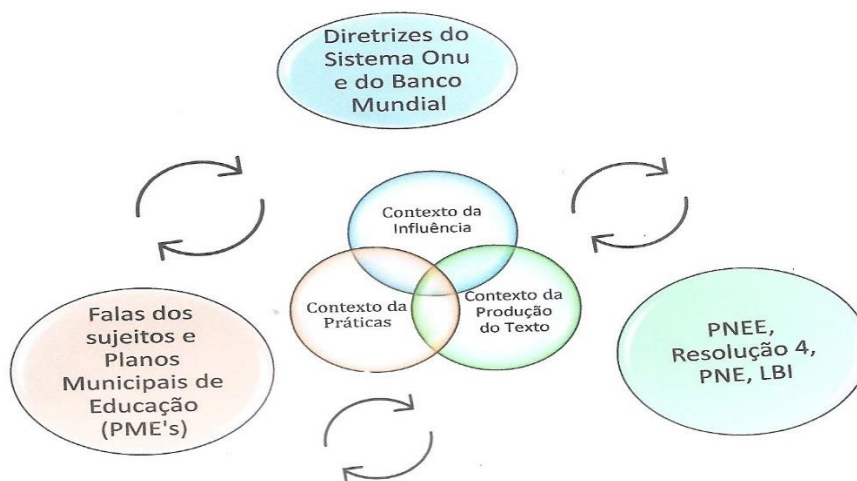 Diretrizes do
Sistema Onu
e do Banco
Mundial
Contexto da
Influência
Contexto da
Práticas
Contexto da
Produção
do Texto
Falas dos
sujeitos e
Planos
Municipais de
Educação
(PME's)
PNEE,
Resolução 4,
PNE, LBI